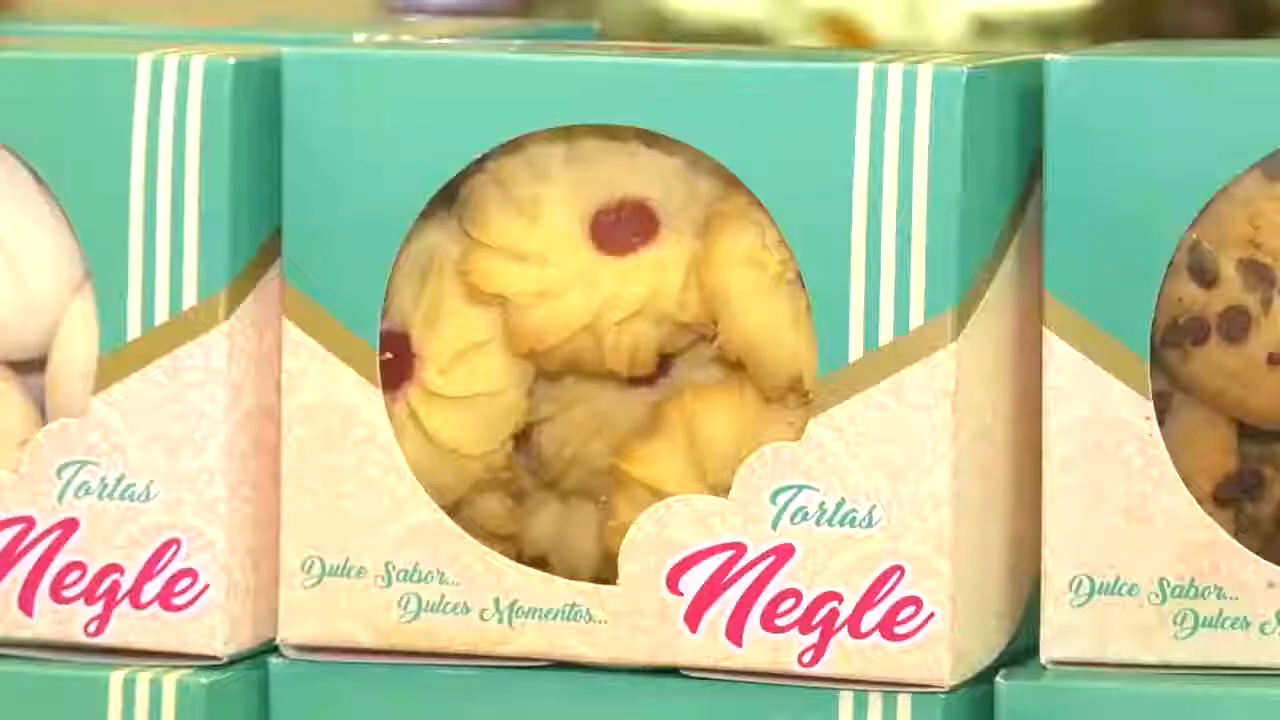 Tortas
Negle
Tortas
Negle
Dulce Sabor...
Dulces Momentos...
Dulce Sabor...
Dulces